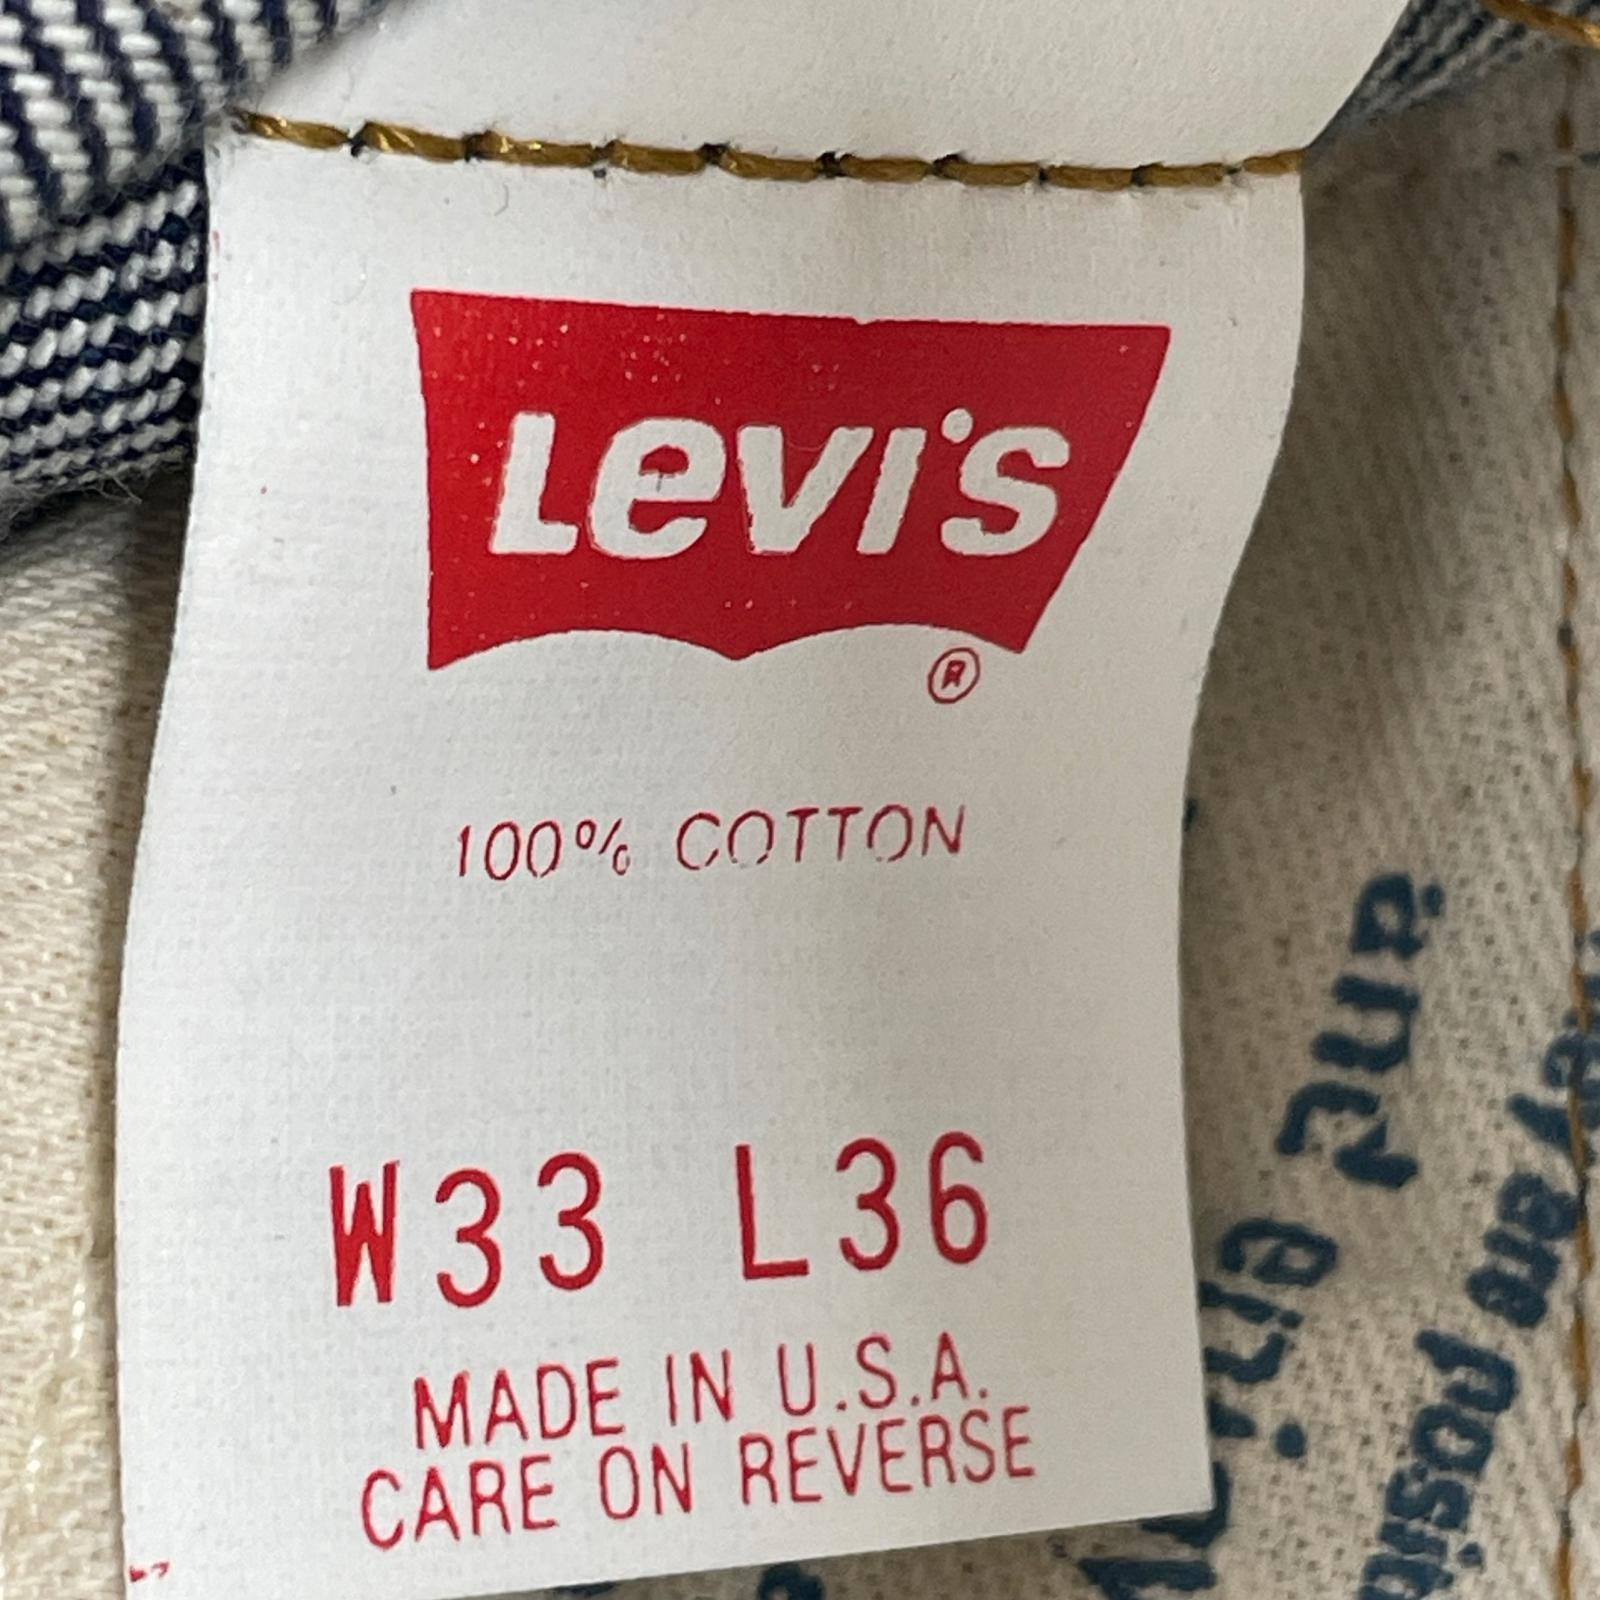 Levi's
®
100% COTTON
W33 L36
MADE IN U.S.A.
CARE ON REVERSE